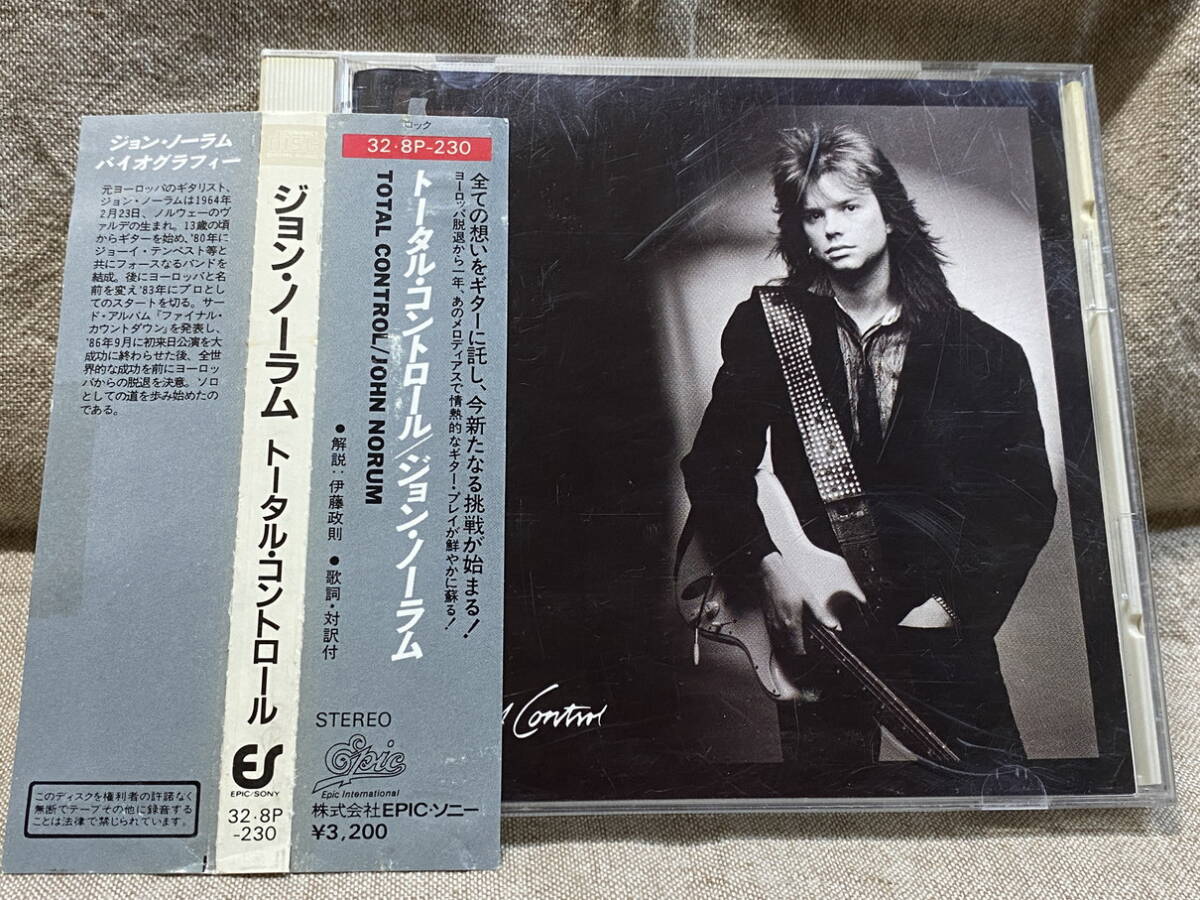 ジョン・ノーラム
バイオグラフィー
元ヨーロッパのギタリスト、
ジョン・ノーラムは1964年
2月23日、ノルウェーのヴ
ァルデの生まれ。13歳の頃
からギターを始め、'80年に
ジョーイ・テンペスト等と
共にフォースなるバンドを
結成。後にヨーロッパと名
前を変え'83年にプロとし
てのスタートを切る。サー
ド・アルバム『ファイナル・
カウントダウン』を発表し、
'86年9月に初来日公演を大
成功に終わらせた後、全世
界的な成功を前にヨーロッ
パからの脱退を決意。ソロ
としての道を歩み始めたの
である。
このディスクを権利者の許諾なく
無断でテープその他に録音する
ことは法律で禁じられています。
ジョン・ノーラム トータル・コントロール
ES
EPIC/SONY
32・8P
-230
ロック
32・8P-230
全ての想いをギターに託し、今新たなる挑戦が始まる!
ヨーロッパ脱退から一年、あのメロディアスで情熱的なギター・プレイが鮮やかに蘇る!
トータル・コントロール/ジョン・ノーラム
TOTAL CONTROL/JOHN NORUM
●解説:伊藤政則 ●歌詞・対訳付
STEREO
Epic
Epic International
株式会社EPIC・ソニー
¥3,200
Control